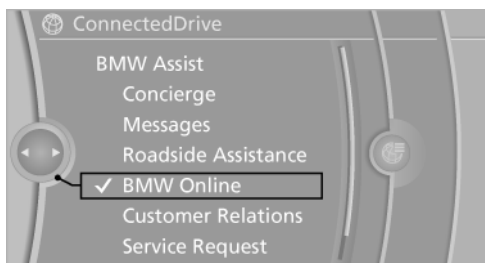 ConnectedDrive
BMW Assist
Concierge
Messages
Roadside Assistance
✓ BMW Online
Customer Relations
Service Request